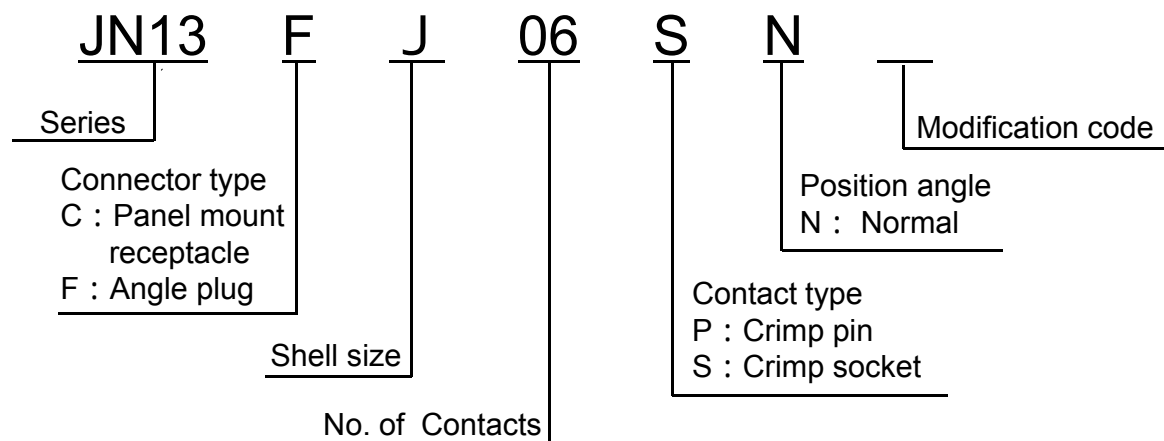 JN13 F J 06 S N
Series
Modification code
Connector type
C : Panel mount
receptacle
F : Angle plug
Position angle
N : Normal
Contact type
P : Crimp pin
S : Crimp socket
Shell size
No. of Contacts